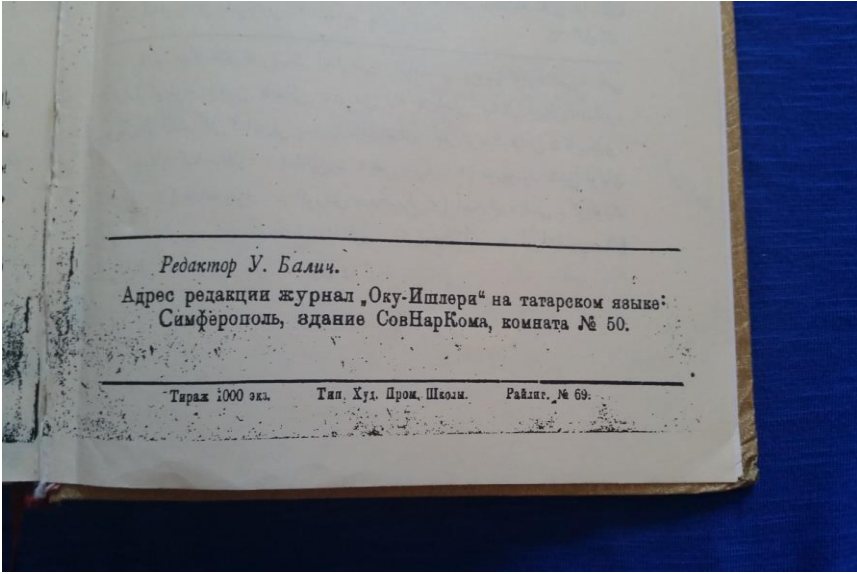 Редактор У. Балич.
Адрес редакции журнал „Оку-Ишлери“ на татарском языке:
Симферополь, здание СовНарКома, комната № 50.
Тираж 1000 экз. Тип. Худ. Пром. Школы. Райлит. № 69.